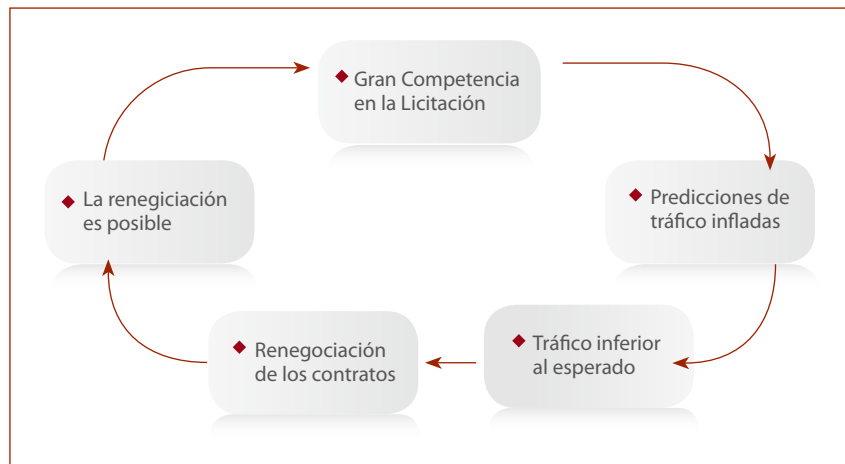 Gran Competencia
en la Licitación
Predicciones de
tráfico infladas
Tráfico inferior
al esperado
Renegociación
de los contratos
La renegiciación
es posible